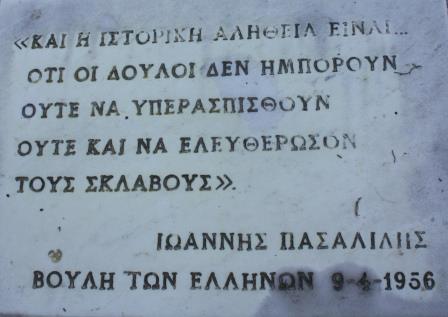 «ΚΑΙ Η ΙΣΤΟΡΙΚΗ ΑΛΗΘΕΙΑ ΕΙΝΑΙ...
ΟΤΙ ΟΙ ΔΟΥΛΟΙ ΔΕΝ ΗΜΠΟΡΟΥΝ
ΟΥΤΕ ΝΑ ΥΠΕΡΑΣΠΙΣΘΟΥΝ
ΟΥΤΕ ΚΑΙ ΝΑ ΕΛΕΥΘΕΡΩΣΟΝ
ΤΟΥΣ ΣΚΛΑΒΟΥΣ».
ΙΩΑΝΝΗΣ ΠΑΣΑΛΙΔΗΣ
ΒΟΥΛΗ ΤΩΝ ΕΛΛΗΝΩΝ 9-4-1956